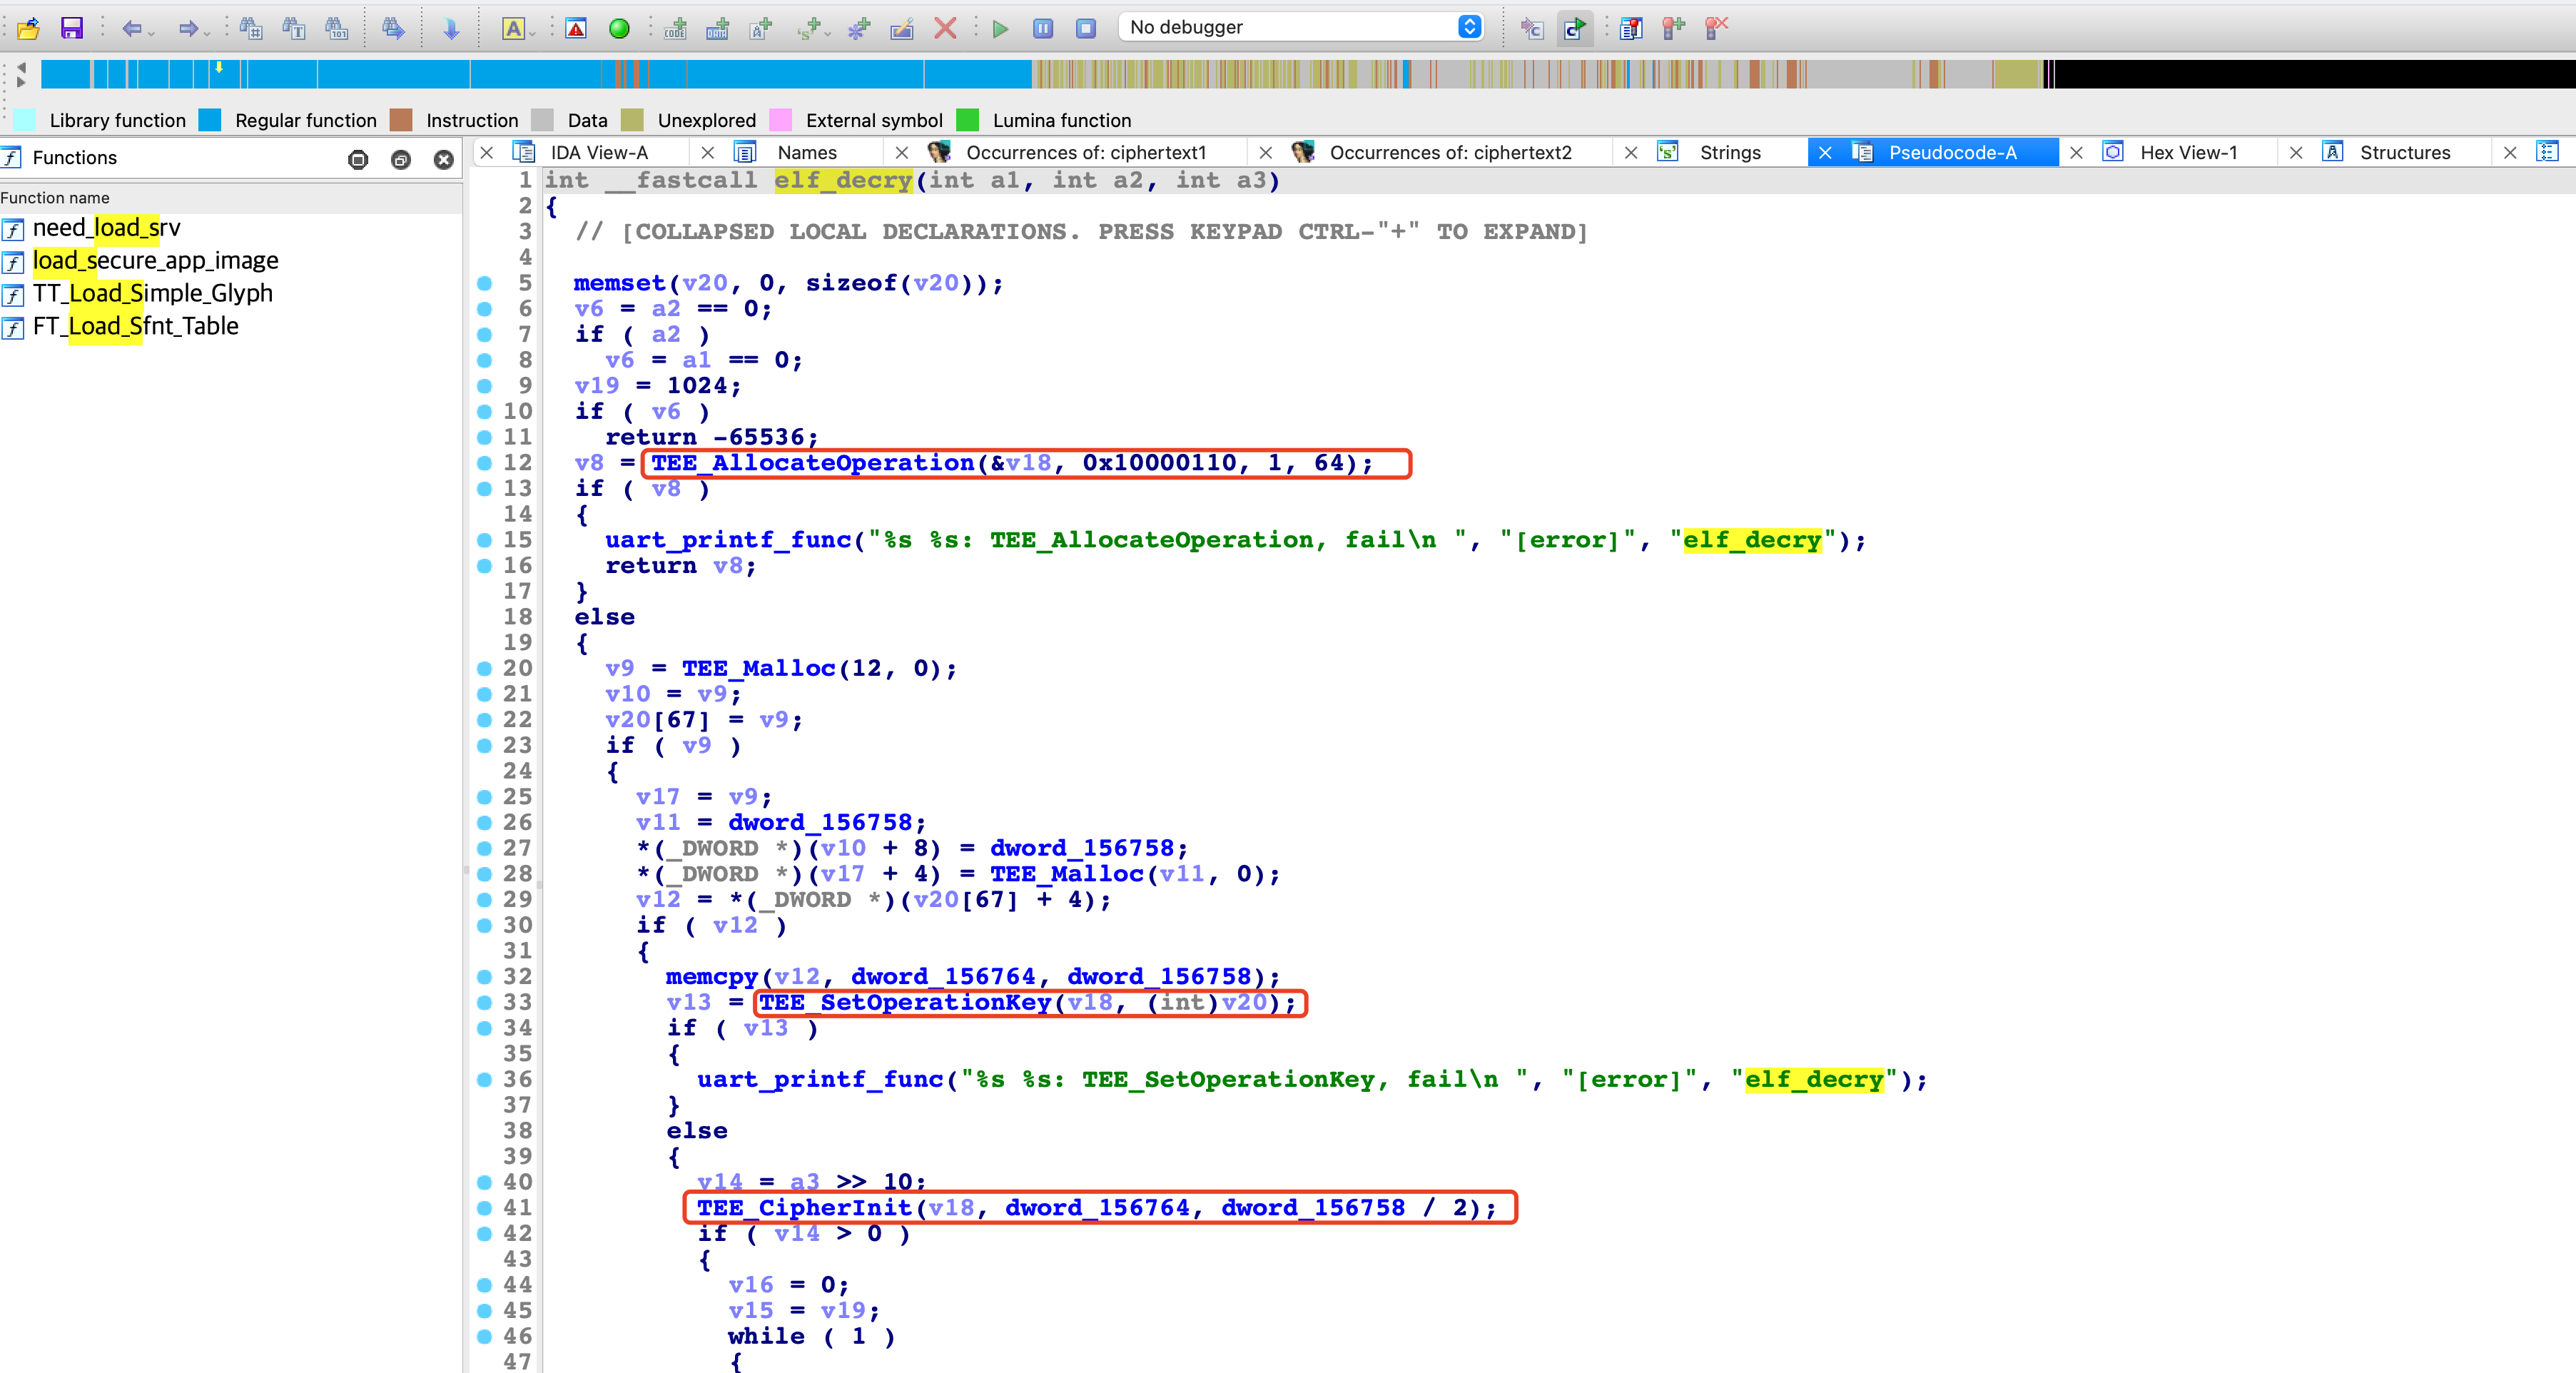 No debugger
Library function Regular function Instruction Data Unexplored External symbol Lumina function
Functions
Function name
need_load_srv
load_secure_app_image
TT_Load_Simple_Glyph
FT_Load_Sfnt_Table
IDA View-A Names Occurrences of: ciphertext1 Occurrences of: ciphertext2 Strings Pseudocode-A Hex View-1 Structures
1 int __fastcall elf_decry(int a1, int a2, int a3)
2 {
3 // [COLLAPSED LOCAL DECLARATIONS. PRESS KEYPAD CTRL-"+" TO EXPAND]
4
5 memset(v20, 0, sizeof(v20));
6 v6 = a2 == 0;
7 if ( a2 )
8 v6 = a1 == 0;
9 v19 = 1024;
10 if ( v6 )
11 return -65536;
12 v8 = TEE_AllocateOperation(&v18, 0x10000110, 1, 64);
13 if ( v8 )
14 {
15 uart_printf_func("%s %s: TEE_AllocateOperation, fail\n ", "[error]", "elf_decry");
16 return v8;
17 }
18 else
19 {
20 v9 = TEE_Malloc(12, 0);
21 v10 = v9;
22 v20[67] = v9;
23 if ( v9 )
24 {
25 v17 = v9;
26 v11 = dword_156758;
27 *(_DWORD *)(v10 + 8) = dword_156758;
28 *(_DWORD *)(v17 + 4) = TEE_Malloc(v11, 0);
29 v12 = *(_DWORD *)(v20[67] + 4);
30 if ( v12 )
31 {
32 memcpy(v12, dword_156764, dword_156758);
33 v13 = TEE_SetOperationKey(v18, (int)v20);
34 if ( v13 )
35 {
36 uart_printf_func("%s %s: TEE_SetOperationKey, fail\n ", "[error]", "elf_decry");
37 }
38 else
39 {
40 v14 = a3 >> 10;
41 TEE_CipherInit(v18, dword_156764, dword_156758 / 2);
42 if ( v14 > 0 )
43 {
44 v16 = 0;
45 v15 = v19;
46 while ( 1 )
47 {